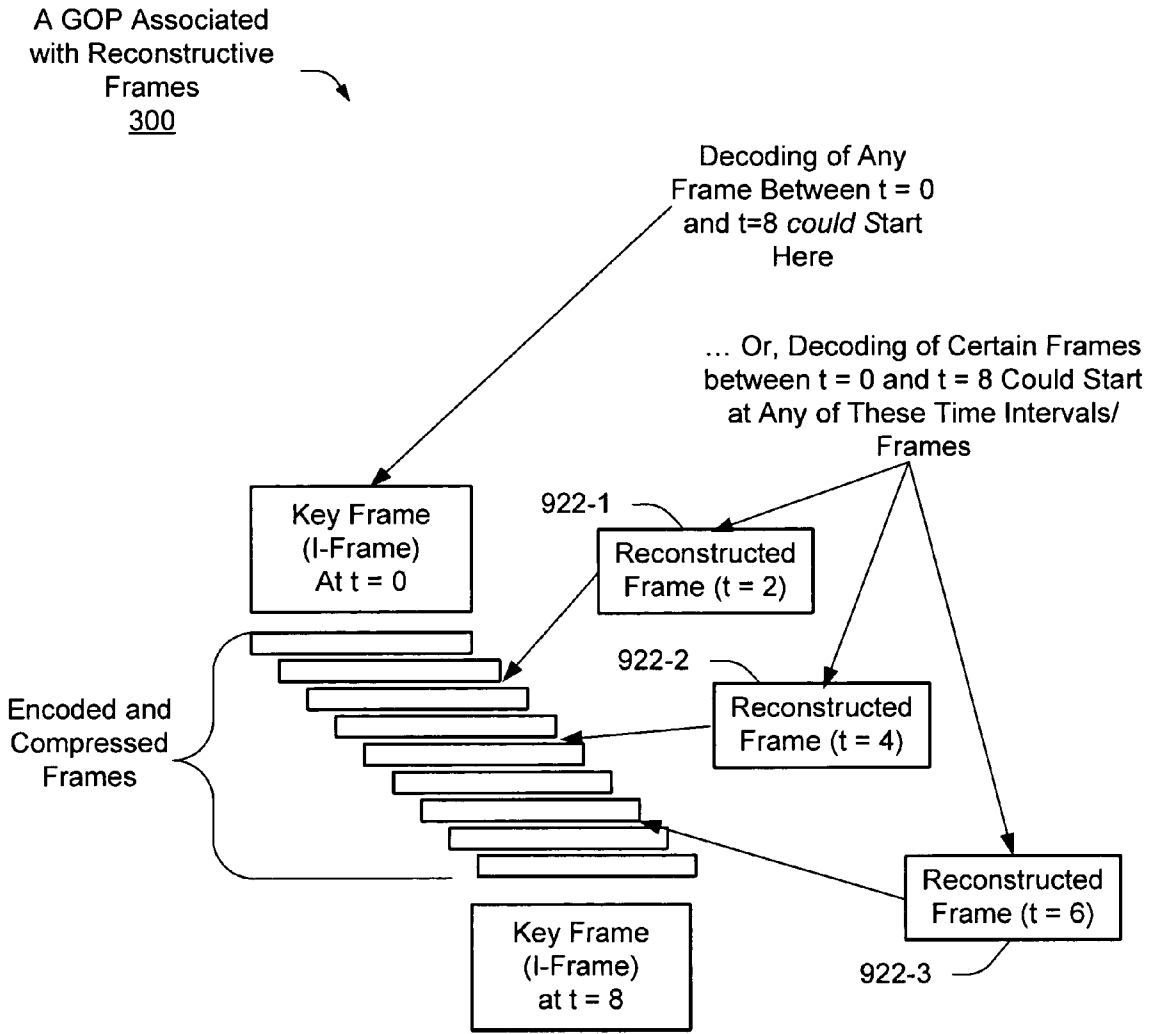 A GOP Associated
with Reconstructive
Frames
300
Decoding of Any
Frame Between t = 0
and t=8 could Start
Here
... Or, Decoding of Certain Frames
between t = 0 and t = 8 Could Start
at Any of These Time Intervals/
Frames
Key Frame
(I-Frame)
At t = 0
922-1
Reconstructed
Frame (t = 2)
922-2
Reconstructed
Frame (t = 4)
Encoded and
Compressed
Frames
Reconstructed
Frame (t = 6)
922-3
Key Frame
(I-Frame)
at t = 8